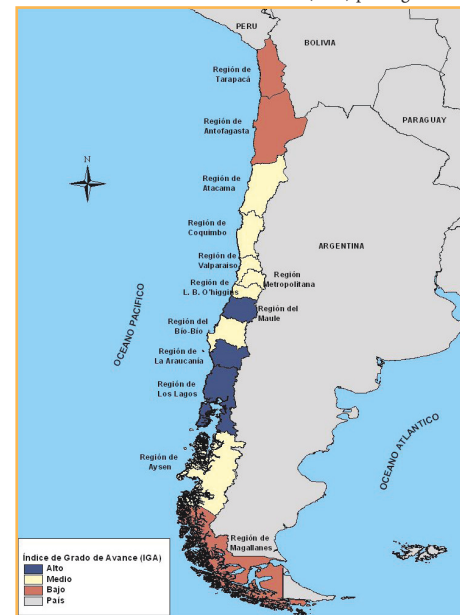 PERU
BOLIVIA
Región de
Tarapacá
PARAGUAY
Región de
Antofagasta
N
Región de
Atacama
Región de
Coquimbo
ARGENTINA
Región de
Valparaíso
Región
Metropolitana
Región de
L. B. O'higgins
Región del
Maule
OCEANO PACIFICO
Región del
Bío-Bío
Región de
La Araucanía
Región de
Los Lagos
OCEANO ATLANTICO
Región de
Aysen
Región de
Magallanes
Índice de Grado de Avance (IGA)
Alto
Medio
Bajo
País